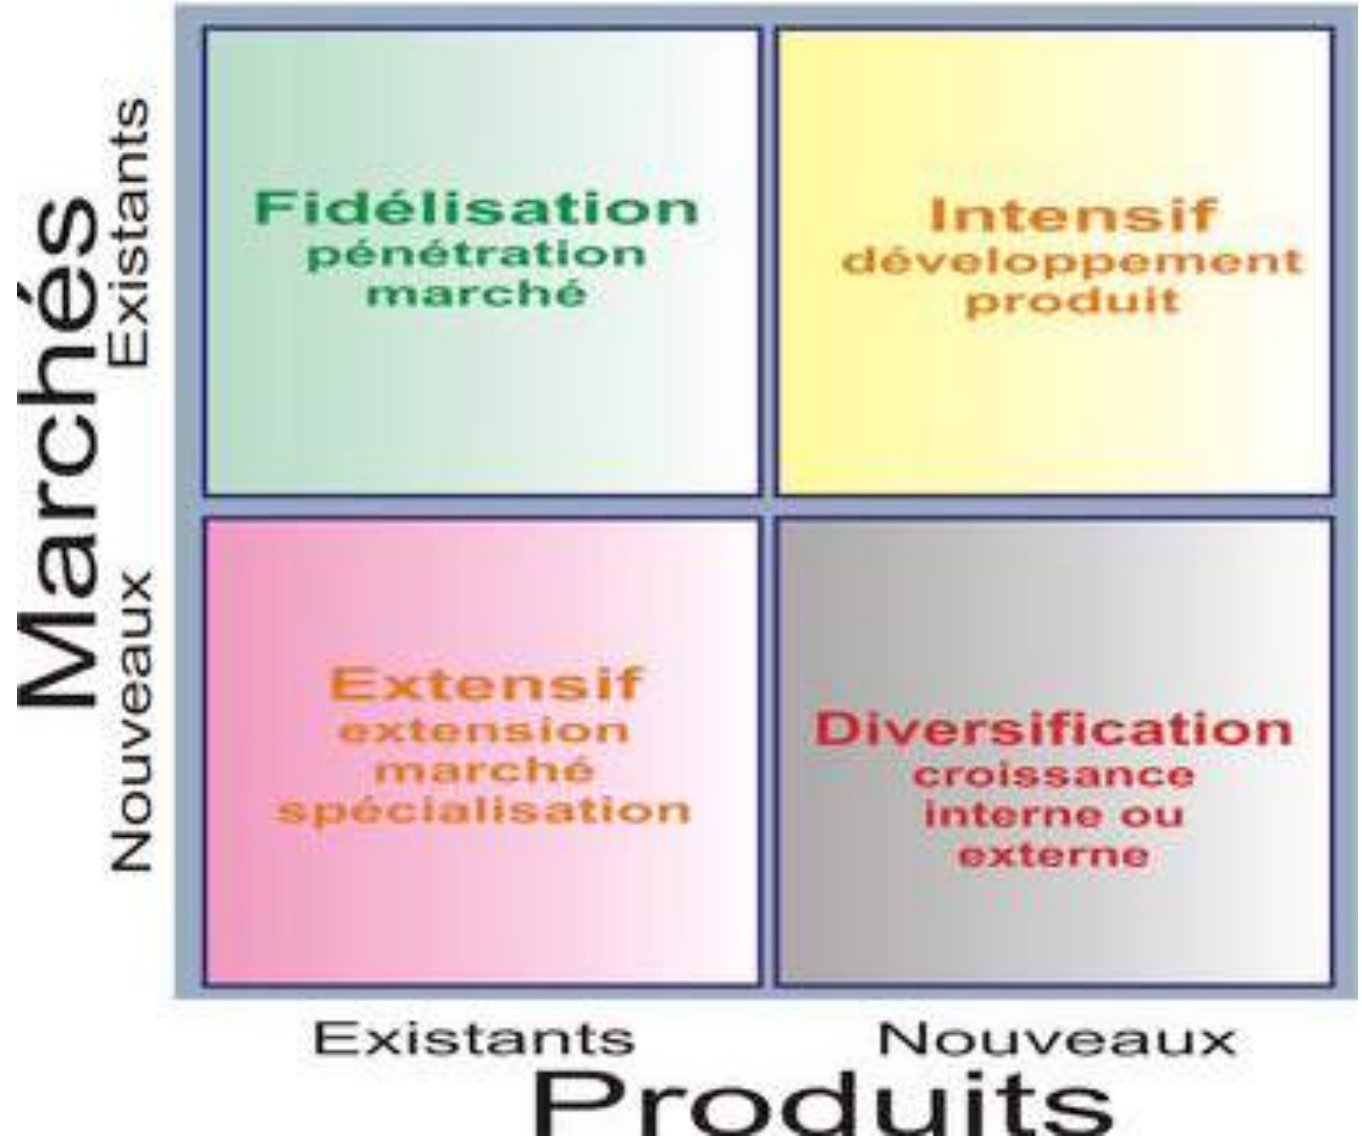 Marchés
Existants
Nouveaux
Fidélisation
pénétration
marché
Intensif
développement
produit
Extensif
extension
marché
spécialisation
Diversification
croissance
interne ou
externe
Existants
Nouveaux
Produits